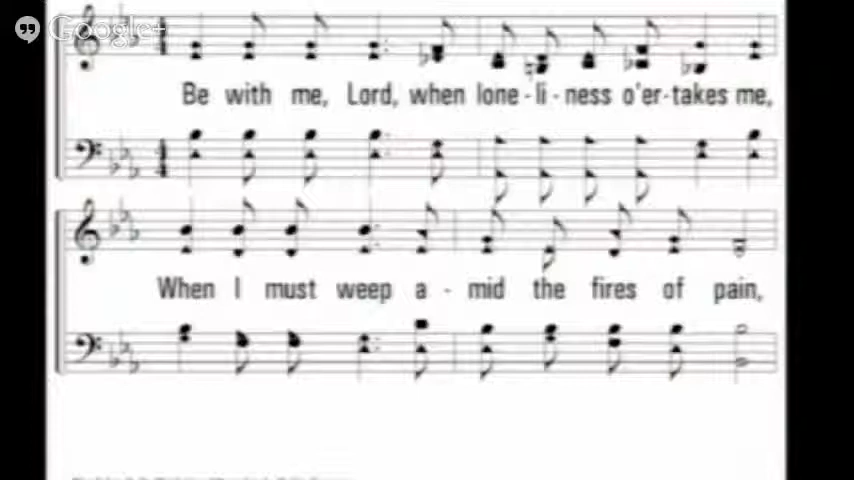 Google+
Be with me, Lord, when lone-li-ness o'er-takes me,
When I must weep a-mid the fires of pain,